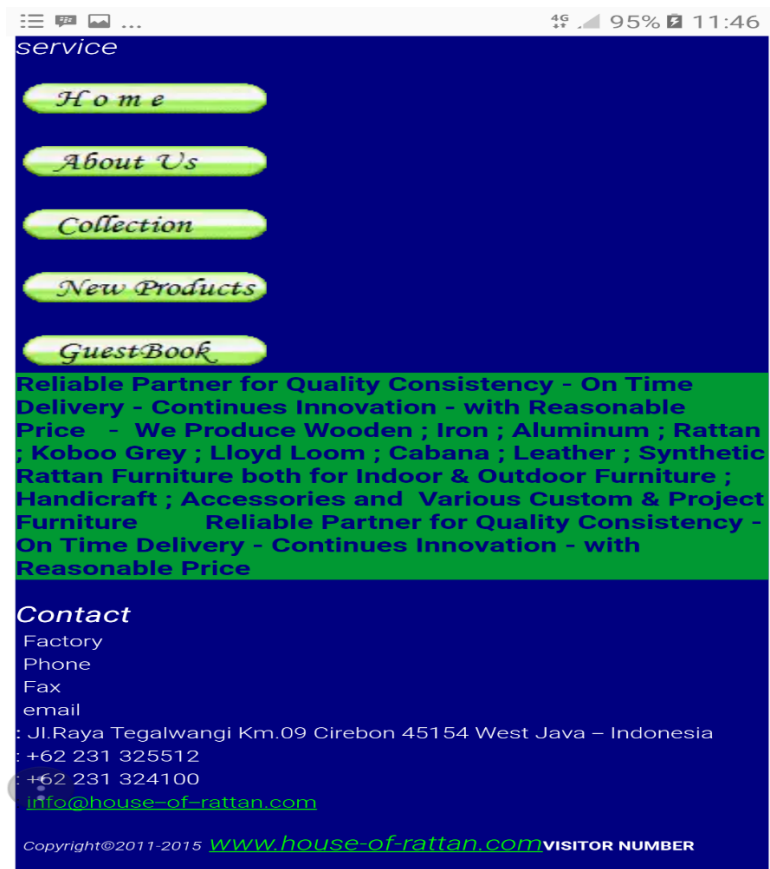 ... 4G 95% 11:46
service
Home
About Us
Collection
New Products
GuestBook
Reliable Partner for Quality Consistency - On Time
Delivery - Continues Innovation - with Reasonable
Price - We Produce Wooden ; Iron ; Aluminum ; Rattan
; Koboo Grey ; Lloyd Loom ; Cabana ; Leather ; Synthetic
Rattan Furniture both for Indoor & Outdoor Furniture ;
Handicraft ; Accessories and Various Custom & Project
Furniture Reliable Partner for Quality Consistency -
On Time Delivery - Continues Innovation - with
Reasonable Price
Contact
Factory
Phone
Fax
email
: Jl.Raya Tegalwangi Km.09 Cirebon 45154 West Java – Indonesia
: +62 231 325512
: +62 231 324100
info@house-of-rattan.com
Copyright©2011-2015 www.house-of-rattan.comVISITOR NUMBER